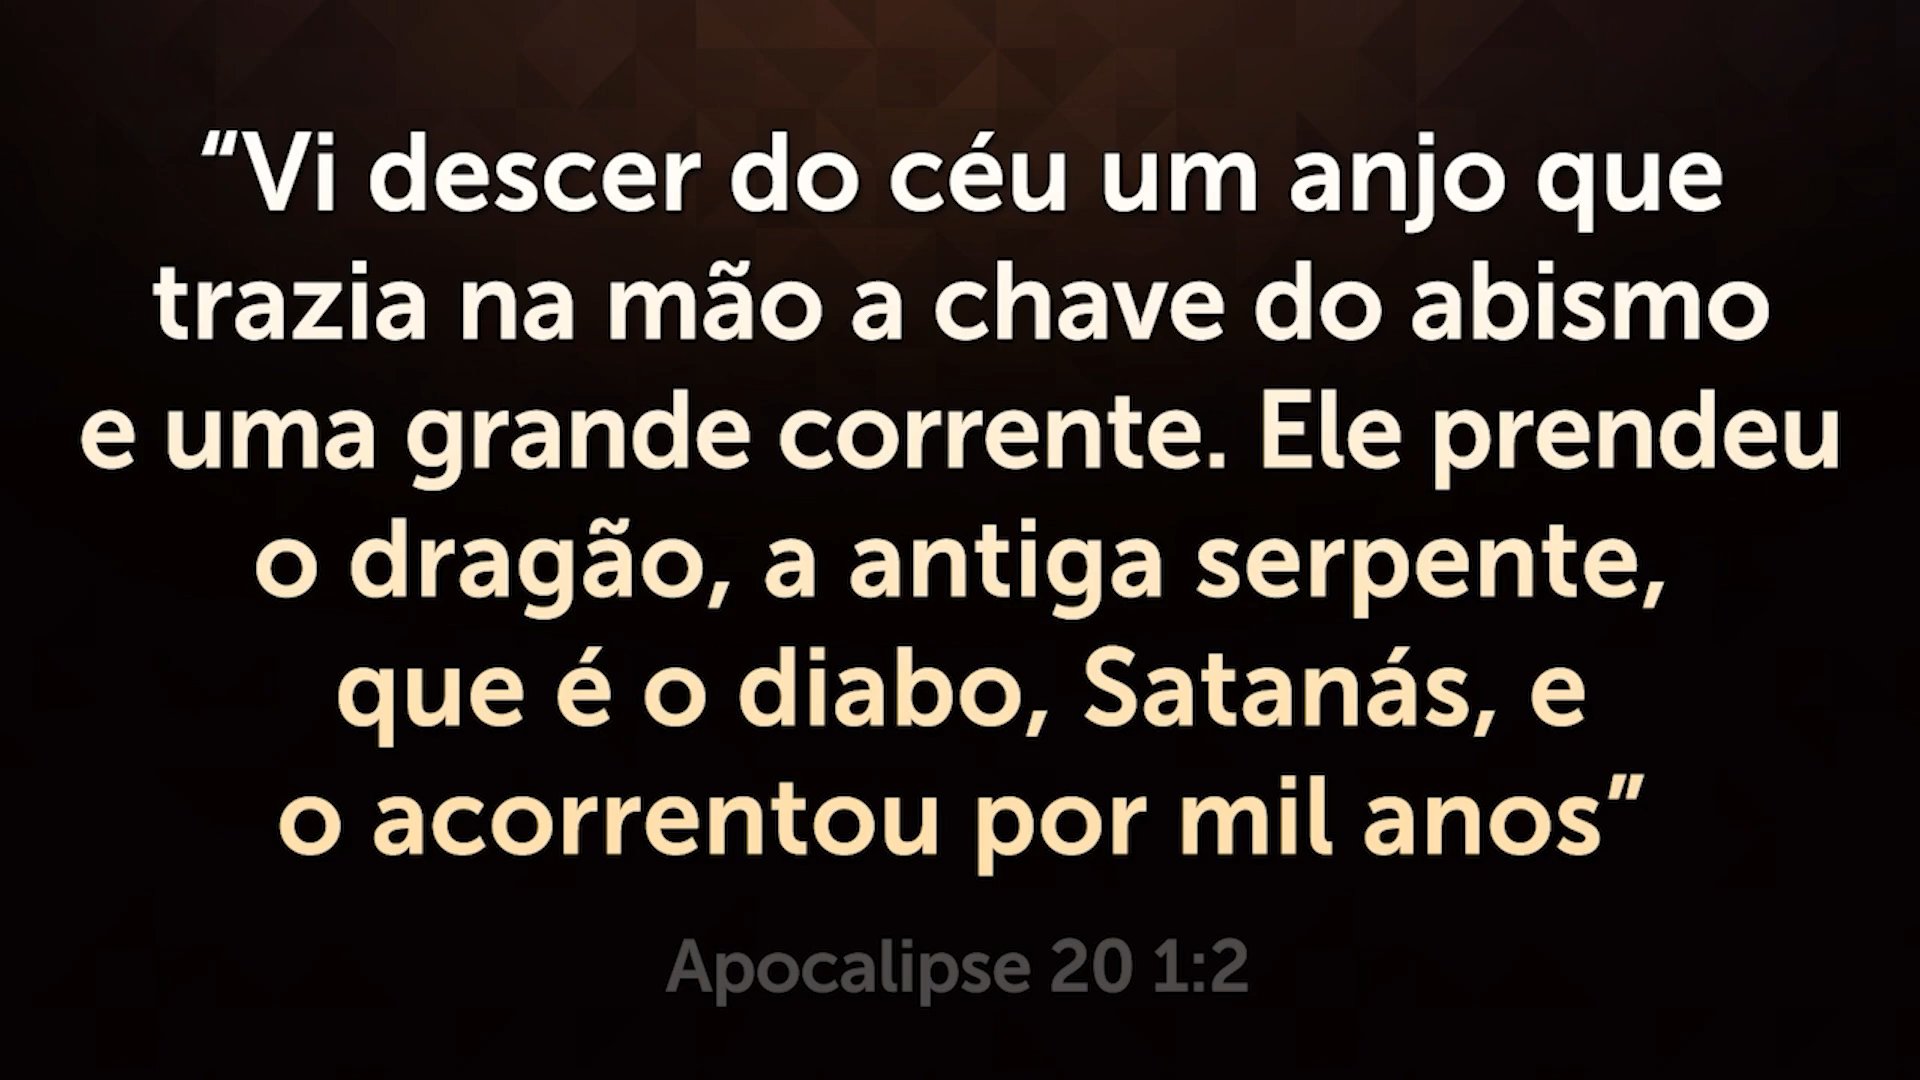 “Vi descer do céu um anjo que
trazia na mão a chave do abismo
e uma grande corrente. Ele prendeu
o dragão, a antiga serpente,
que é o diabo, Satanás, e
o acorrentou por mil anos”
Apocalipse 20 1:2